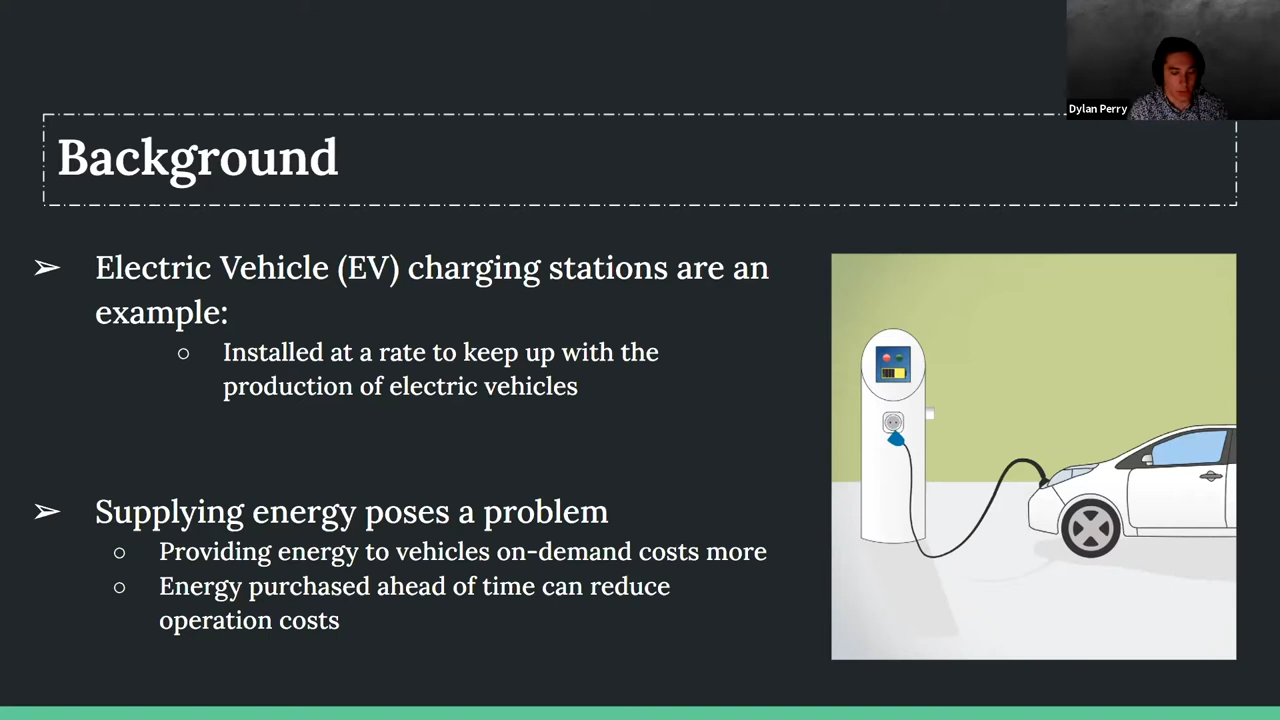 Dylan Perry
Background
➢ Electric Vehicle (EV) charging stations are an
example:
○ Installed at a rate to keep up with the
production of electric vehicles
➢ Supplying energy poses a problem
○ Providing energy to vehicles on-demand costs more
○ Energy purchased ahead of time can reduce
operation costs